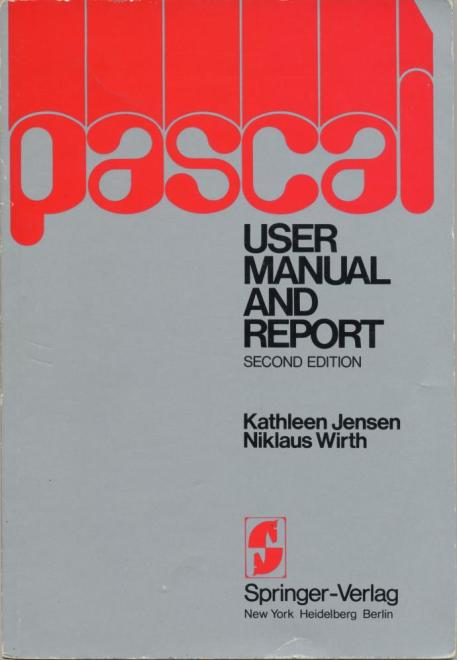 pascal
USER
MANUAL
AND
REPORT
SECOND EDITION
Kathleen Jensen
Niklaus Wirth
Springer-Verlag
New York Heidelberg Berlin